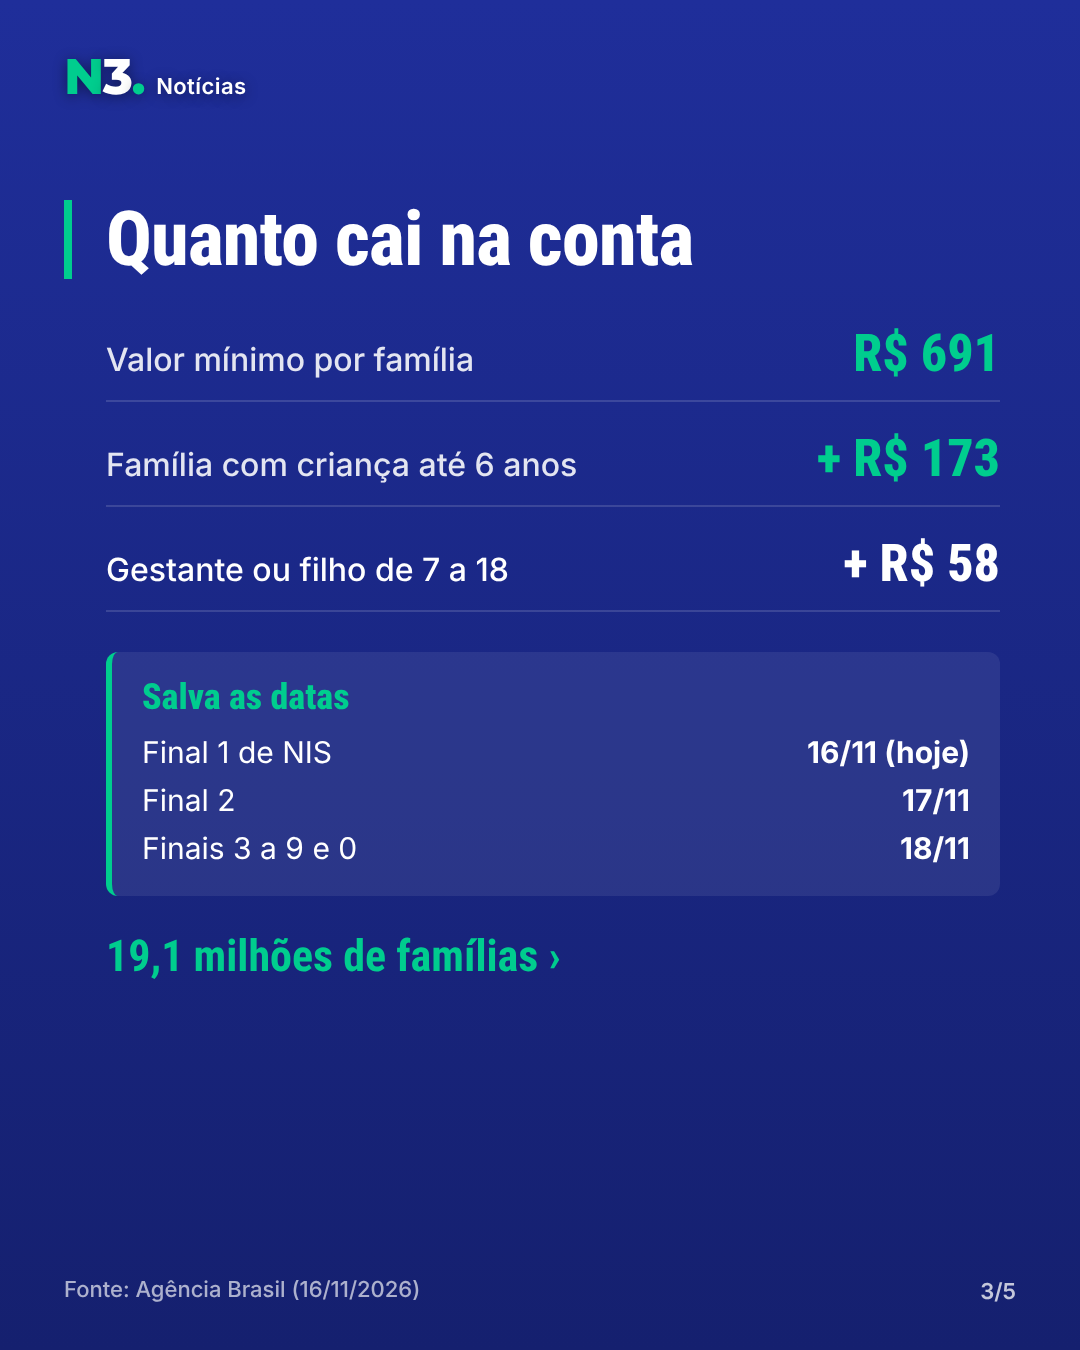 N3. Notícias
Quanto cai na conta
Valor mínimo por família R$ 691
Família com criança até 6 anos + R$ 173
Gestante ou filho de 7 a 18 + R$ 58
Salva as datas
Final 1 de NIS 16/11 (hoje)
Final 2 17/11
Finais 3 a 9 e 0 18/11
19,1 milhões de famílias ›
Fonte: Agência Brasil (16/11/2026) 3/5